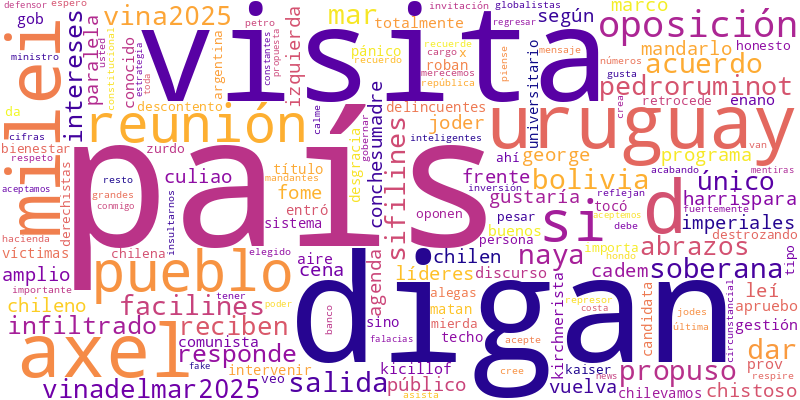 defensor espero
gob vina2025 mar petro invitación globalistas regresar
ministro usted constitucional estrategia
visita
totalmente según marco oposición
milei intereses paralela conocido toda argentina constantes propuesta izquierda pánico recuerdo recuerde cargo x roban merecemos república mensaje piense gusta universitario números mandarlo honesto acuerdo pedroruminot
da cifras respeto bienestar descontento reunión calme conchesumadre delincuentes joder inteligentes crea retrocede enano van
aceptamos derechistas resto grandes conmigo zurdo culiao insultarnos desgracia título mandantes fome gobernar sifilines frente ahí george uruguay programa acabando mentiras
país
entró sistema oponen gustaría bolivia inversión tocó reflejan aceptemos único harrispara fuertemente imperiales
hacienda víctimas importante chilena elegido aire cena pesar persona buenos si d debe importa hondo abrazos destrozando tipo
amplio pueblo tener poder agenda chilen líderes discurso naya cadem soberana
chileno infiltrado facilines reciben comunista banco sino alegas matan mierda techo digan represor costa jodes última candidata circunstancial leí apruebo gestión
axel responde fake intervenir veo falacias kicillof acepte cree kirchnerista kaiser news propuso dar prov respire
vinadelmar2025 salida público asista vuelva chilevamos chistoso